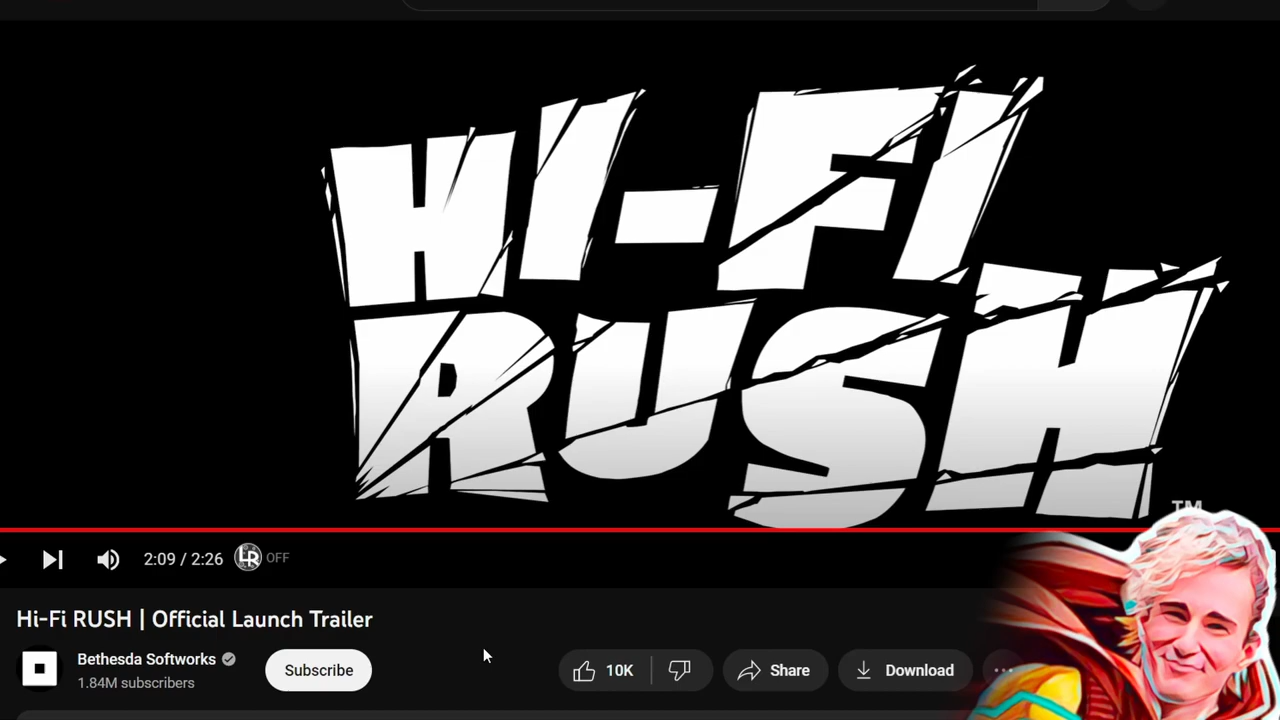 HI-FI
RUSH
TM
2:09 / 2:26
LR
OFF
Hi-Fi RUSH | Official Launch Trailer
Bethesda Softworks
1.84M subscribers
Subscribe
10K
Share
Download